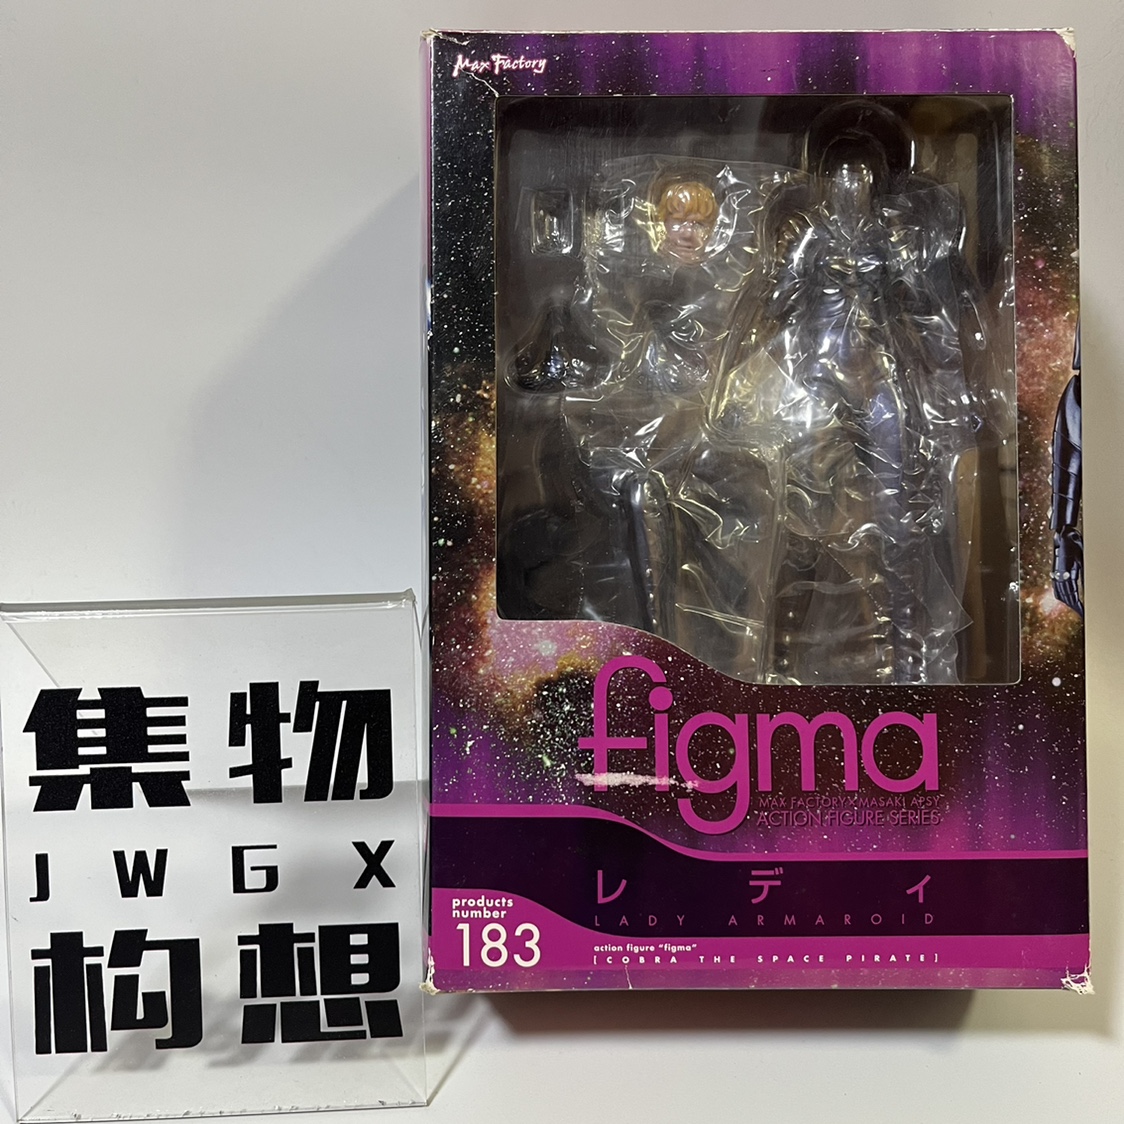 Max Factory
figma
MAX FACTORY×MASAKI APSY
ACTION FIGURE SERIES
レディ
LADY ARMAROID
products
number
183
action figure "figma"
[COBRA THE SPACE PIRATE]
集物
JWGX
构想